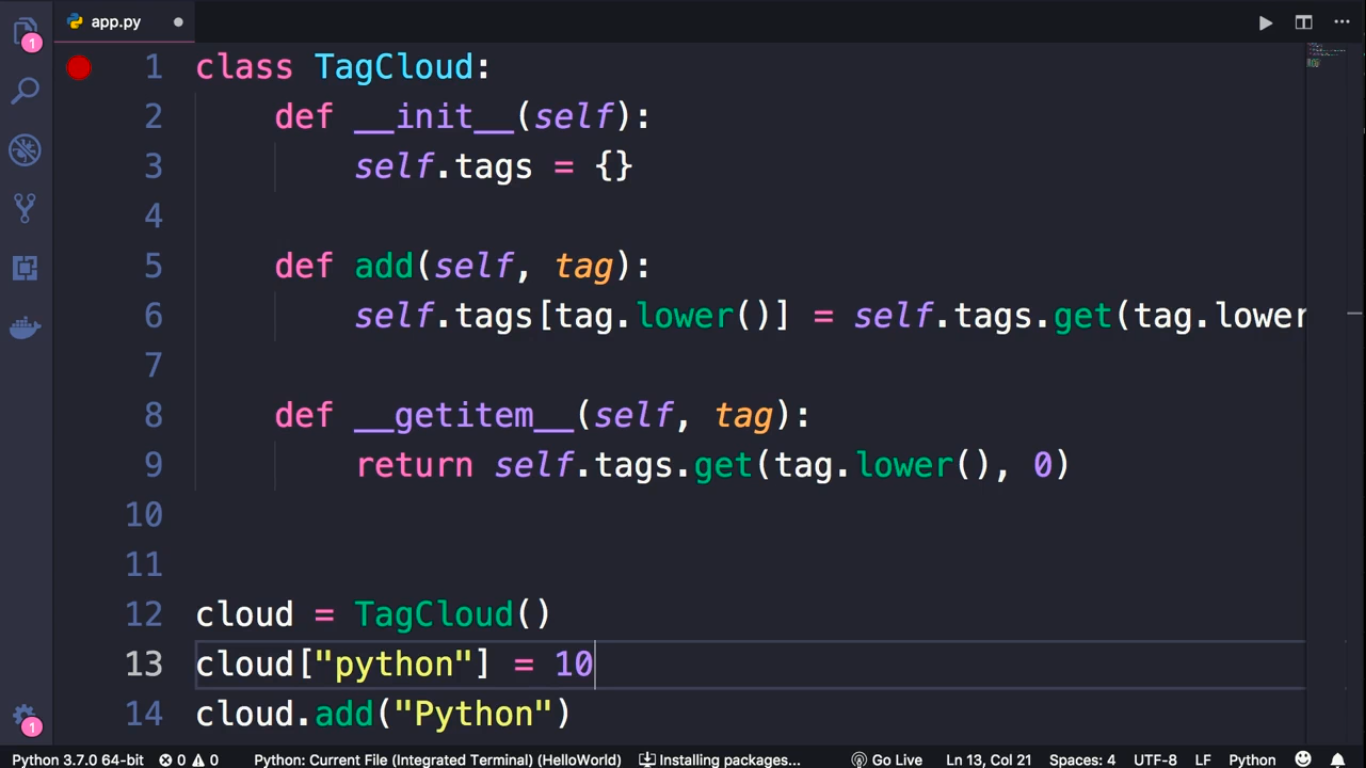 app.py
1
1 class TagCloud:
2 def __init__(self):
3 self.tags = {}
4
5 def add(self, tag):
6 self.tags[tag.lower()] = self.tags.get(tag.lower
7
8 def __getitem__(self, tag):
9 return self.tags.get(tag.lower(), 0)
10
11
12 cloud = TagCloud()
13 cloud["python"] = 10
14 cloud.add("Python")
1
Python 3.7.0 64-bit 0 0 Python: Current File (Integrated Terminal) (HelloWorld) Installing packages... Go Live Ln 13, Col 21 Spaces: 4 UTF-8 LF Python